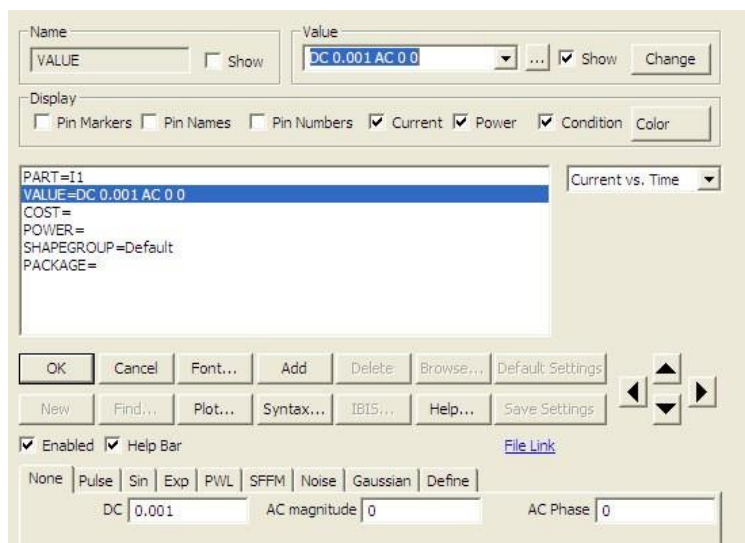 Name
Value
VALUE
Show
DC 0.001 AC 0 0
...
Show
Change
Display
Pin Markers
Pin Names
Pin Numbers
Current
Power
Condition
Color
PART=I1
Current vs. Time
VALUE=DC 0.001 AC 0 0
COST=
POWER=
SHAPEGROUP=Default
PACKAGE=
OK
Cancel
Font...
Add
Delete
Browse...
Default Settings
New
Find...
Plot...
Syntax...
IBIS...
Help...
Save Settings
Enabled
Help Bar
File Link
None
Pulse
Sin
Exp
PWL
SFFM
Noise
Gaussian
Define
DC 0.001
AC magnitude 0
AC Phase 0